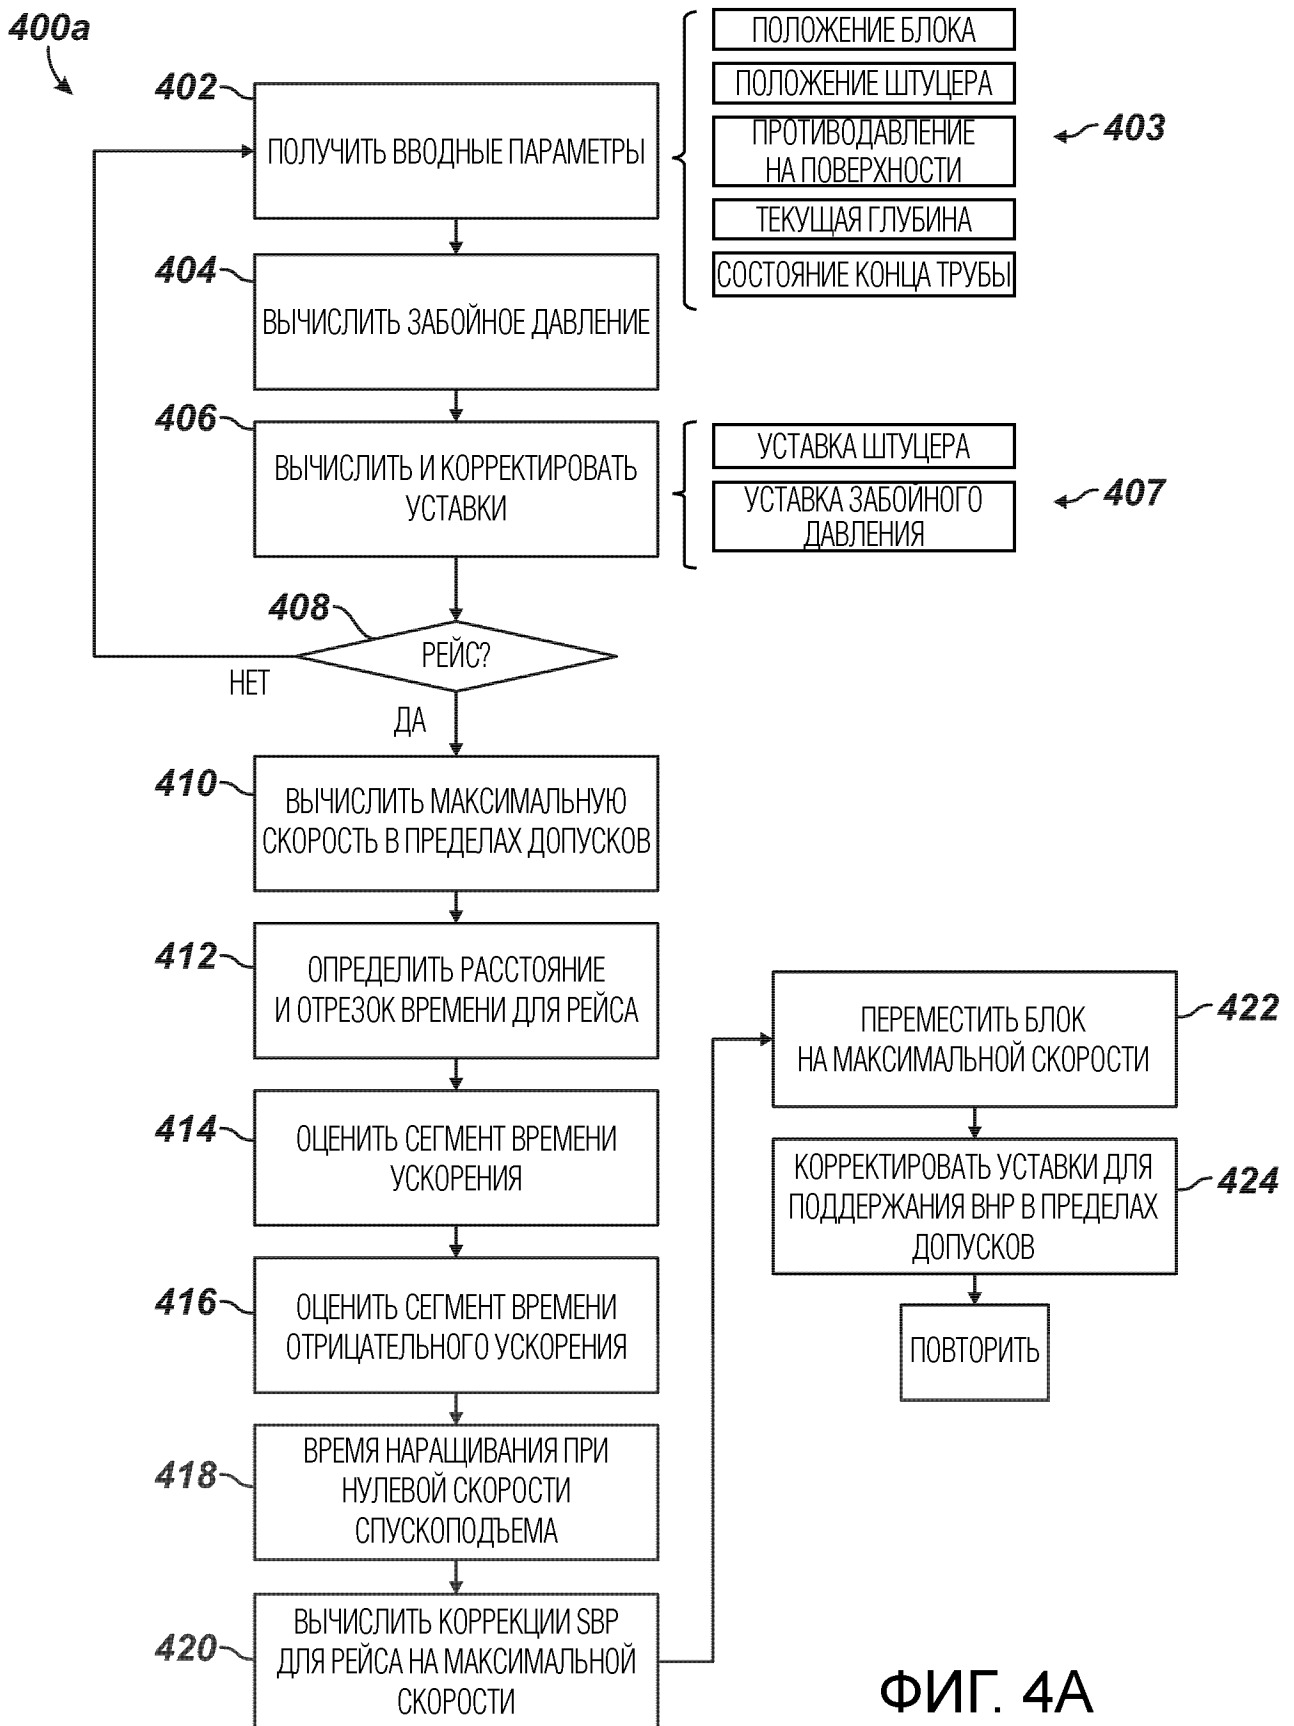 400a
402
ПОЛУЧИТЬ ВВОДНЫЕ ПАРАМЕТРЫ
ПОЛОЖЕНИЕ БЛОКА
ПОЛОЖЕНИЕ ШТУЦЕРА
ПРОТИВОДАВЛЕНИЕ
НА ПОВЕРХНОСТИ
ТЕКУЩАЯ ГЛУБИНА
СОСТОЯНИЕ КОНЦА ТРУБЫ
403
404
ВЫЧИСЛИТЬ ЗАБОЙНОЕ ДАВЛЕНИЕ
406
ВЫЧИСЛИТЬ И КОРРЕКТИРОВАТЬ
УСТАВКИ
УСТАВКА ШТУЦЕРА
УСТАВКА ЗАБОЙНОГО
ДАВЛЕНИЯ
407
408
РЕЙС?
НЕТ
ДА
410
ВЫЧИСЛИТЬ МАКСИМАЛЬНУЮ
СКОРОСТЬ В ПРЕДЕЛАХ ДОПУСКОВ
412
ОПРЕДЕЛИТЬ РАССТОЯНИЕ
И ОТРЕЗОК ВРЕМЕНИ ДЛЯ РЕЙСА
414
ОЦЕНИТЬ СЕГМЕНТ ВРЕМЕНИ
УСКОРЕНИЯ
416
ОЦЕНИТЬ СЕГМЕНТ ВРЕМЕНИ
ОТРИЦАТЕЛЬНОГО УСКОРЕНИЯ
418
ВРЕМЯ НАРАЩИВАНИЯ ПРИ
НУЛЕВОЙ СКОРОСТИ
СПУСКОПОДЪЕМА
420
ВЫЧИСЛИТЬ КОРРЕКЦИИ SBP
ДЛЯ РЕЙСА НА МАКСИМАЛЬНОЙ
СКОРОСТИ
422
ПЕРЕМЕСТИТЬ БЛОК
НА МАКСИМАЛЬНОЙ СКОРОСТИ
424
КОРРЕКТИРОВАТЬ УСТАВКИ ДЛЯ
ПОДДЕРЖАНИЯ BHP В ПРЕДЕЛАХ
ДОПУСКОВ
ПОВТОРИТЬ
ФИГ. 4A